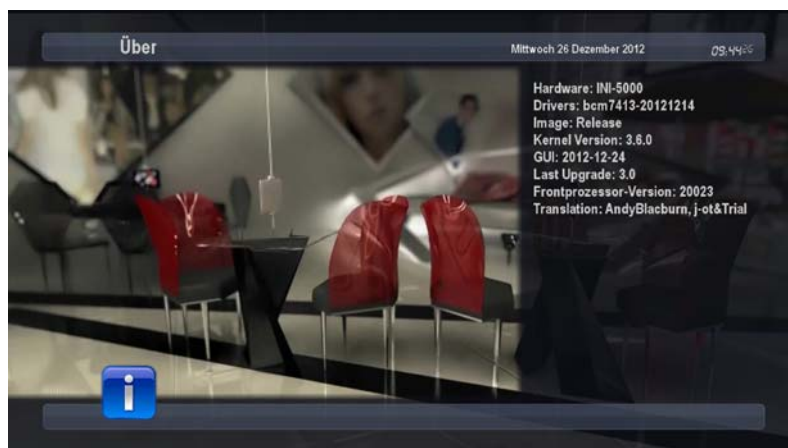 Über
Mittwoch 26 Dezember 2012
09:44 26
Hardware: INI-5000
Drivers: bcm7413-20121214
Image: Release
Kernel Version: 3.6.0
GUI: 2012-12-24
Last Upgrade: 3.0
Frontprozessor-Version: 20023
Translation: AndyBlacburn, j-ot&Trial
i